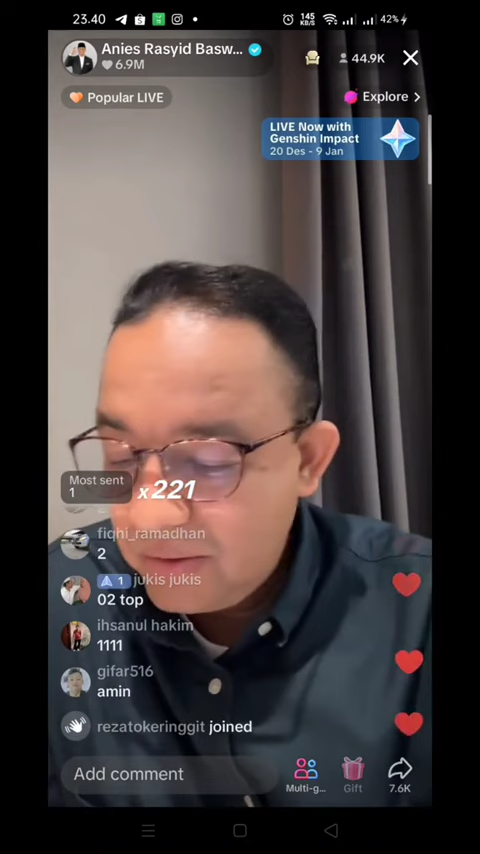 23.40
145
KB/S
42%
Anies Rasyid Basw...
6.9M
44.9K
Popular LIVE
Explore >
LIVE Now with
Genshin Impact
20 Des - 9 Jan
Most sent
1
x221
fiqhi_ramadhan
2
1 jukis jukis
02 top
ihsanul hakim
1111
gifar516
amin
rezatokeringgit joined
Add comment
Multi-g...
Gift
7.6K